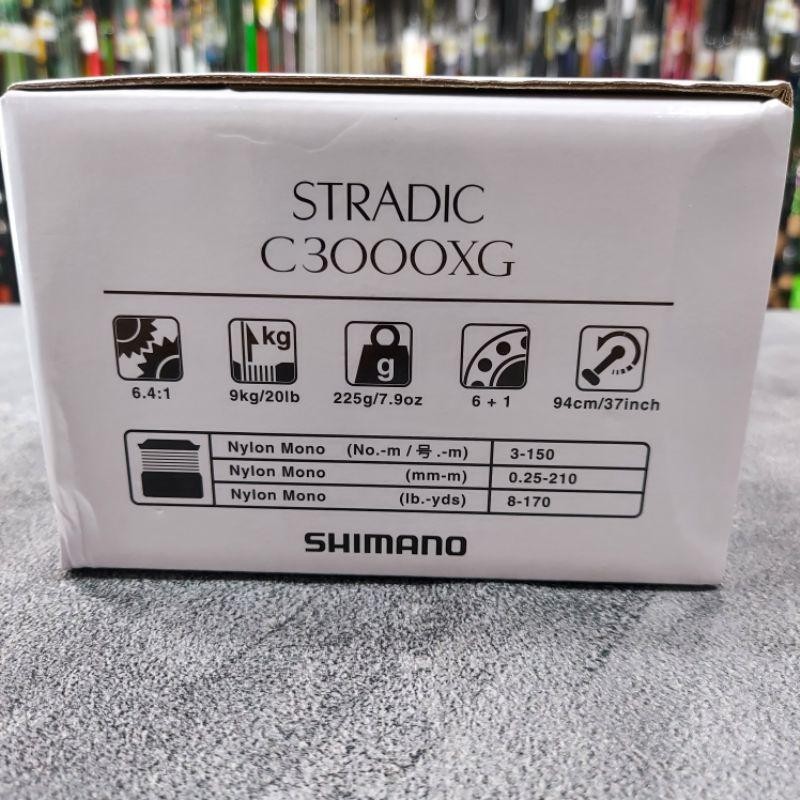 STRADIC
C3000XG
kg
g
6.4:1
9kg/20lb
225g/7.9oz
6 + 1
94cm/37inch
Nylon Mono (No.-m / 号.-m) 3-150
Nylon Mono (mm-m) 0.25-210
Nylon Mono (lb.-yds) 8-170
SHIMANO